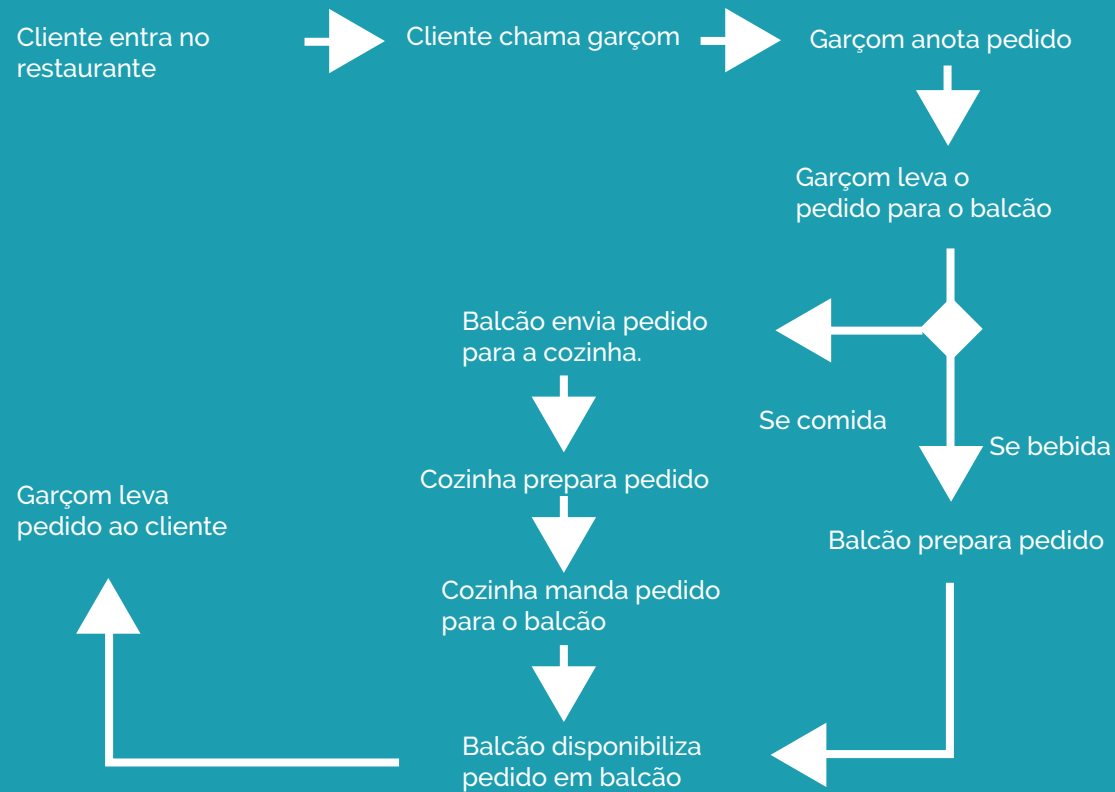 Cliente entra no
restaurante
Cliente chama garçom
Garçom anota pedido
Garçom leva o
pedido para o balcão
Balcão envia pedido
para a cozinha.
Se comida
Se bebida
Cozinha prepara pedido
Garçom leva
pedido ao cliente
Balcão prepara pedido
Cozinha manda pedido
para o balcão
Balcão disponibiliza
pedido em balcão